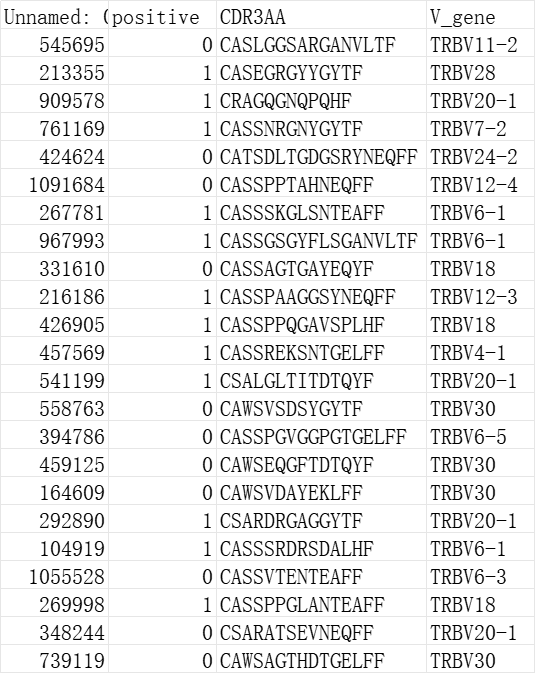 Unnamed: 0 positive CDR3AA V_gene
545695 0 CASLGGSARGANVLTF TRBV11-2
213355 1 CASEGRGYYGYTF TRBV28
909578 1 CRAGQGNQPQHF TRBV20-1
761169 1 CASSNRGNYGYTF TRBV7-2
424624 0 CATSDLTGDGSRYNEQFF TRBV24-2
1091684 0 CASSPPTAHNEQFF TRBV12-4
267781 1 CASSSKGLSNTEAFF TRBV6-1
967993 1 CASSGSGYFLSGANVLTF TRBV6-1
331610 0 CASSAGTGAYEQYF TRBV18
216186 1 CASSPAAGGSYNEQFF TRBV12-3
426905 1 CASSPPQGAVSPLHF TRBV18
457569 1 CASSREKSNTGELFF TRBV4-1
541199 1 CSALGLTITDTQYF TRBV20-1
558763 0 CAWSVSDSYGYTF TRBV30
394786 0 CASSPGVGGPGTGELFF TRBV6-5
459125 0 CAWSEQGFTDTQYF TRBV30
164609 0 CAWSVDAYEKLFF TRBV30
292890 1 CSARDRGAGGYTF TRBV20-1
104919 1 CASSSRDRSDALHF TRBV6-1
1055528 0 CASSVTENTEAFF TRBV6-3
269998 1 CASSPPGLANTEAFF TRBV18
348244 0 CSARATSEVNEQFF TRBV20-1
739119 0 CAWSAGTHDTGELFF TRBV30